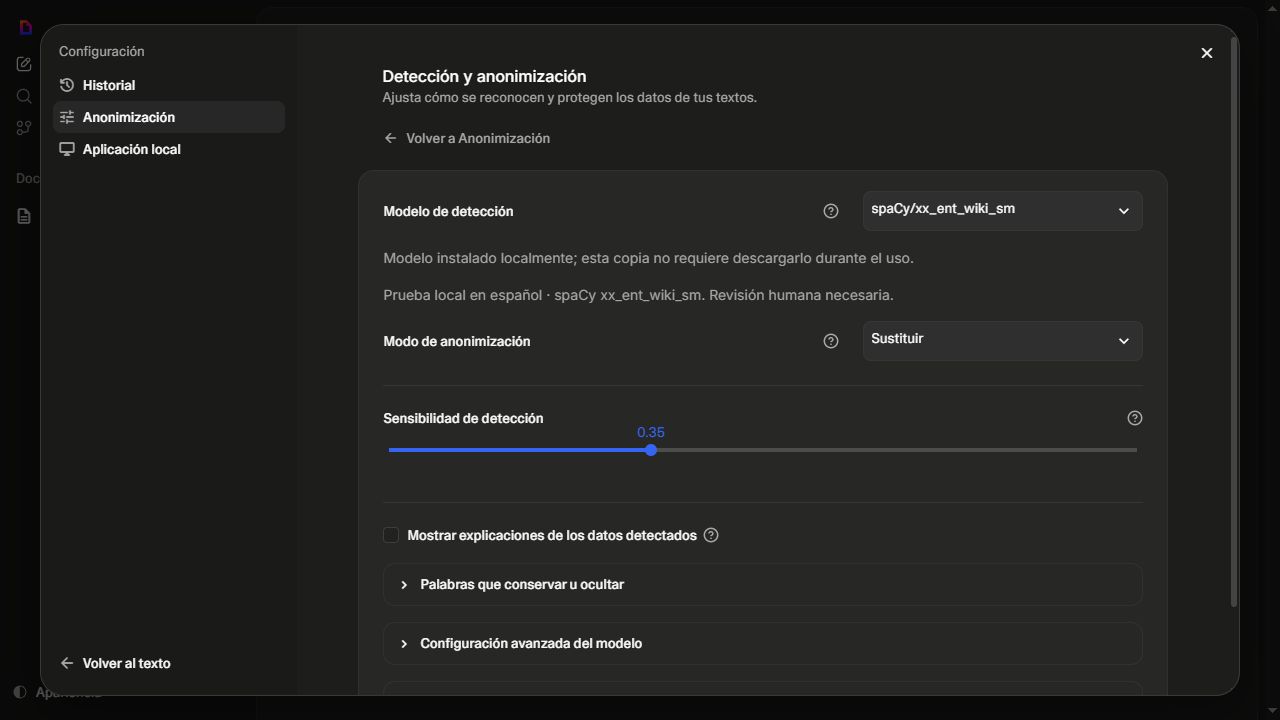 Configuración
Historial
Anonimización
Aplicación local
Doc
Volver al texto
Apariencia
Detección y anonimización
Ajusta cómo se reconocen y protegen los datos de tus textos.
Volver a Anonimización
Modelo de detección
spaCy/xx_ent_wiki_sm
Modelo instalado localmente; esta copia no requiere descargarlo durante el uso.
Prueba local en español · spaCy xx_ent_wiki_sm. Revisión humana necesaria.
Modo de anonimización
Sustituir
Sensibilidad de detección
0.35
Mostrar explicaciones de los datos detectados
Palabras que conservar u ocultar
Configuración avanzada del modelo